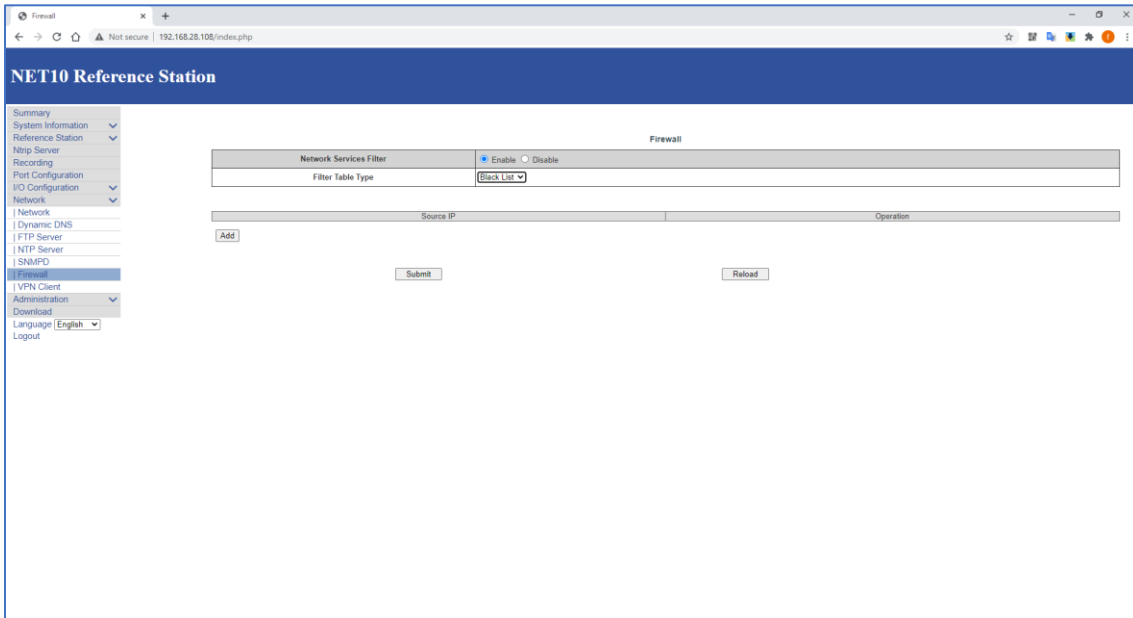 Firewall
Not secure | 192.168.28.108/index.php
f
NET10 Reference Station
Summary
System Information
Reference Station
Ntrip Server
Recording
Port Configuration
I/O Configuration
Network
| Network
| Dynamic DNS
| FTP Server
| NTP Server
| SNMPD
| Firewall
| VPN Client
Administration
Download
Language English
Logout
Firewall
Network Services Filter Enable Disable
Filter Table Type Black List
Source IP Operation
Add
Submit Reload